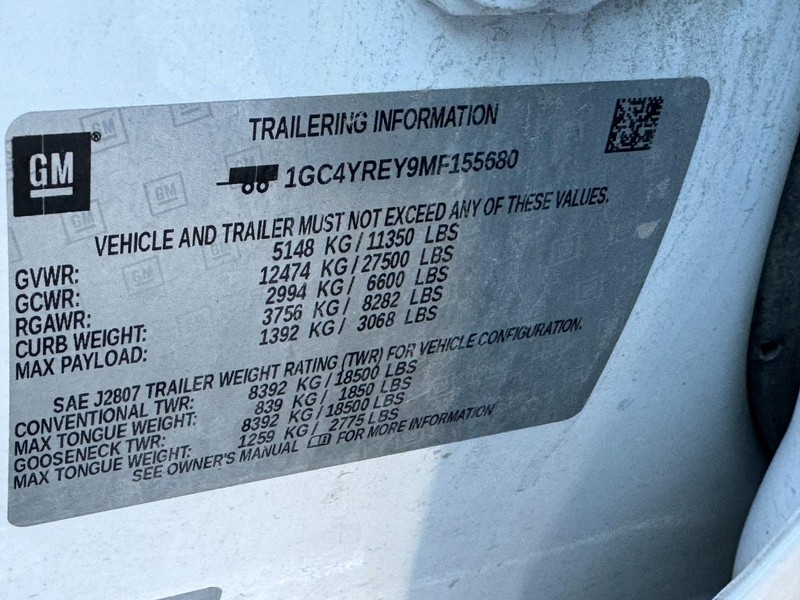 TRAILERING INFORMATION
GM ®
1GC4YREY9MF155680
VEHICLE AND TRAILER MUST NOT EXCEED ANY OF THESE VALUES.
GVWR: 5148 KG / 11350 LBS
GCWR: 12474 KG / 27500 LBS
RGAWR: 2994 KG / 6600 LBS
CURB WEIGHT: 3756 KG / 8282 LBS
MAX PAYLOAD: 1392 KG / 3068 LBS
SAE J2807 TRAILER WEIGHT RATING (TWR) FOR VEHICLE CONFIGURATION.
CONVENTIONAL TWR: 8392 KG / 18500 LBS
MAX TONGUE WEIGHT: 839 KG / 1850 LBS
GOOSENECK TWR: 8392 KG / 18500 LBS
MAX TONGUE WEIGHT: 1259 KG / 2775 LBS
SEE OWNER'S MANUAL FOR MORE INFORMATION